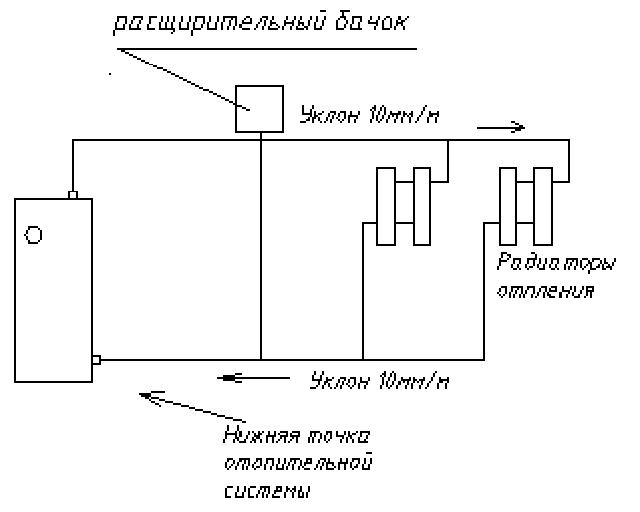 расщирительный бачок
Уклон 10мм/м
Радиаторы
отпления
Уклон 10мм/м
Нижняя точка
отопительной
системы